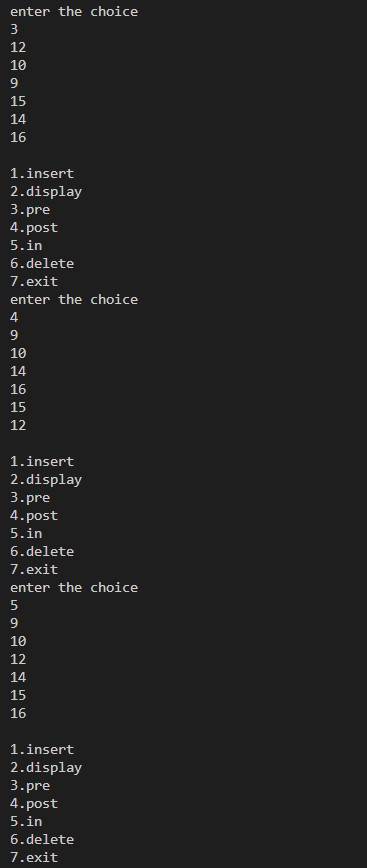 enter the choice
3
12
10
9
15
14
16
1.insert
2.display
3.pre
4.post
5.in
6.delete
7.exit
enter the choice
4
9
10
14
16
15
12
1.insert
2.display
3.pre
4.post
5.in
6.delete
7.exit
enter the choice
5
9
10
12
14
15
16
1.insert
2.display
3.pre
4.post
5.in
6.delete
7.exit